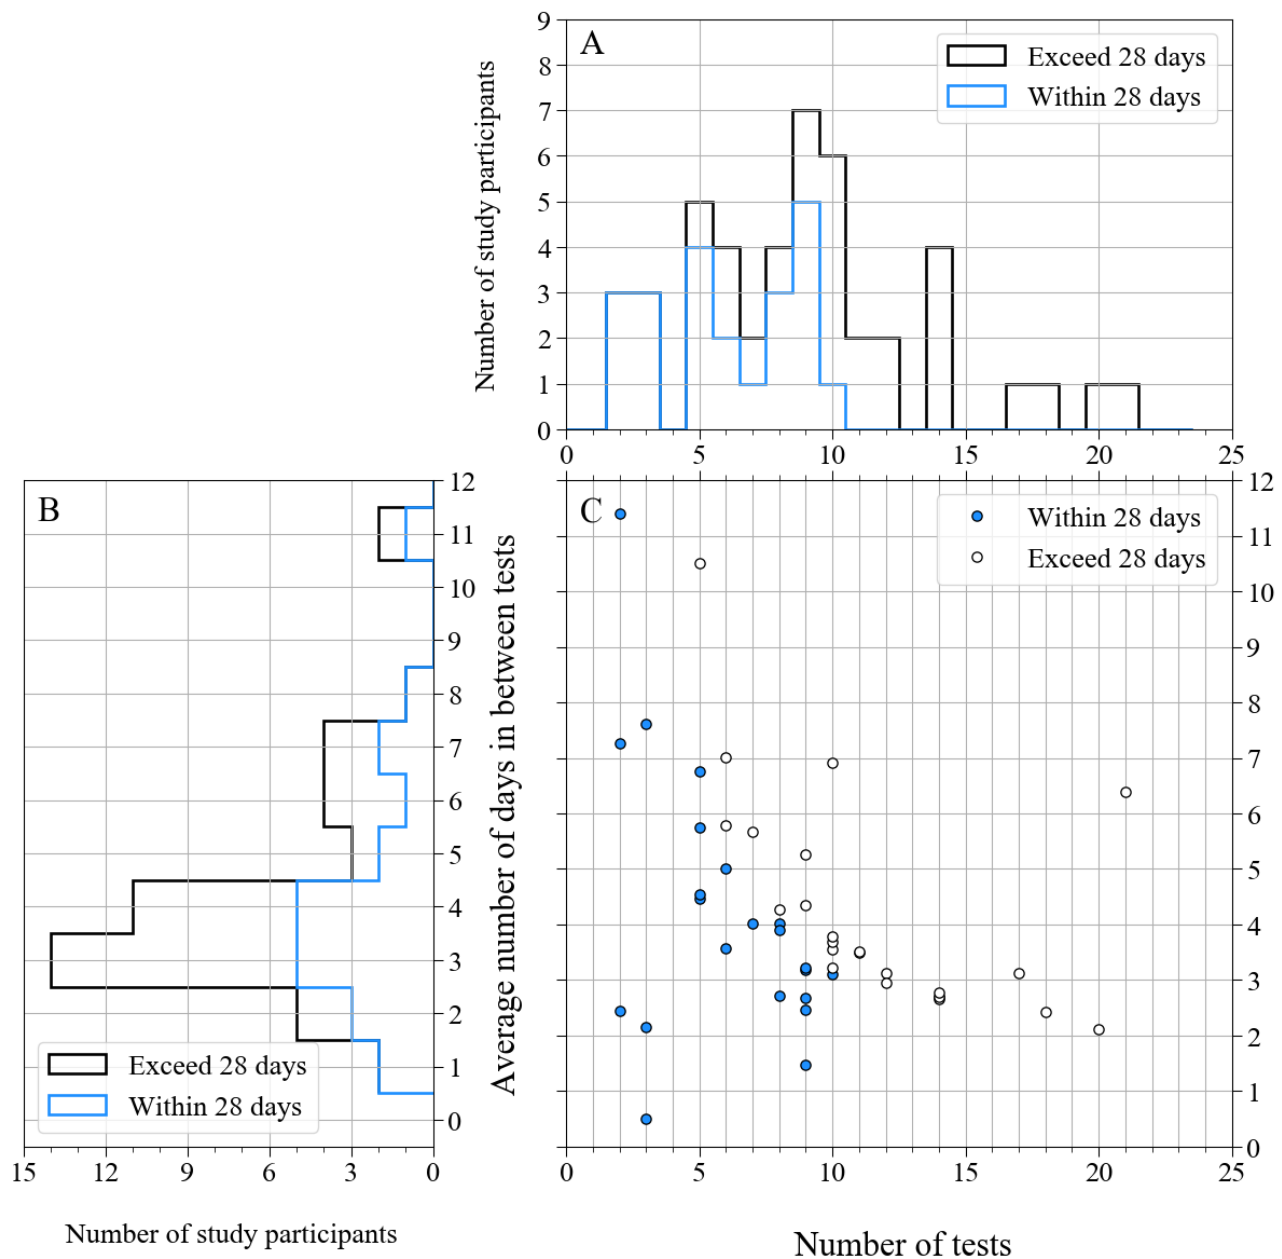 A
Exceed 28 days
Within 28 days
Number of study participants
9
8
7
6
5
4
3
2
1
0
0 5 10 15 20 25
B
Exceed 28 days
Within 28 days
12
11
10
9
8
7
6
5
4
3
2
1
0
15 12 9 6 3 0
Number of study participants
Average number of days in between tests
C
Within 28 days
Exceed 28 days
12
11
10
9
8
7
6
5
4
3
2
1
0
0 5 10 15 20 25
Number of tests